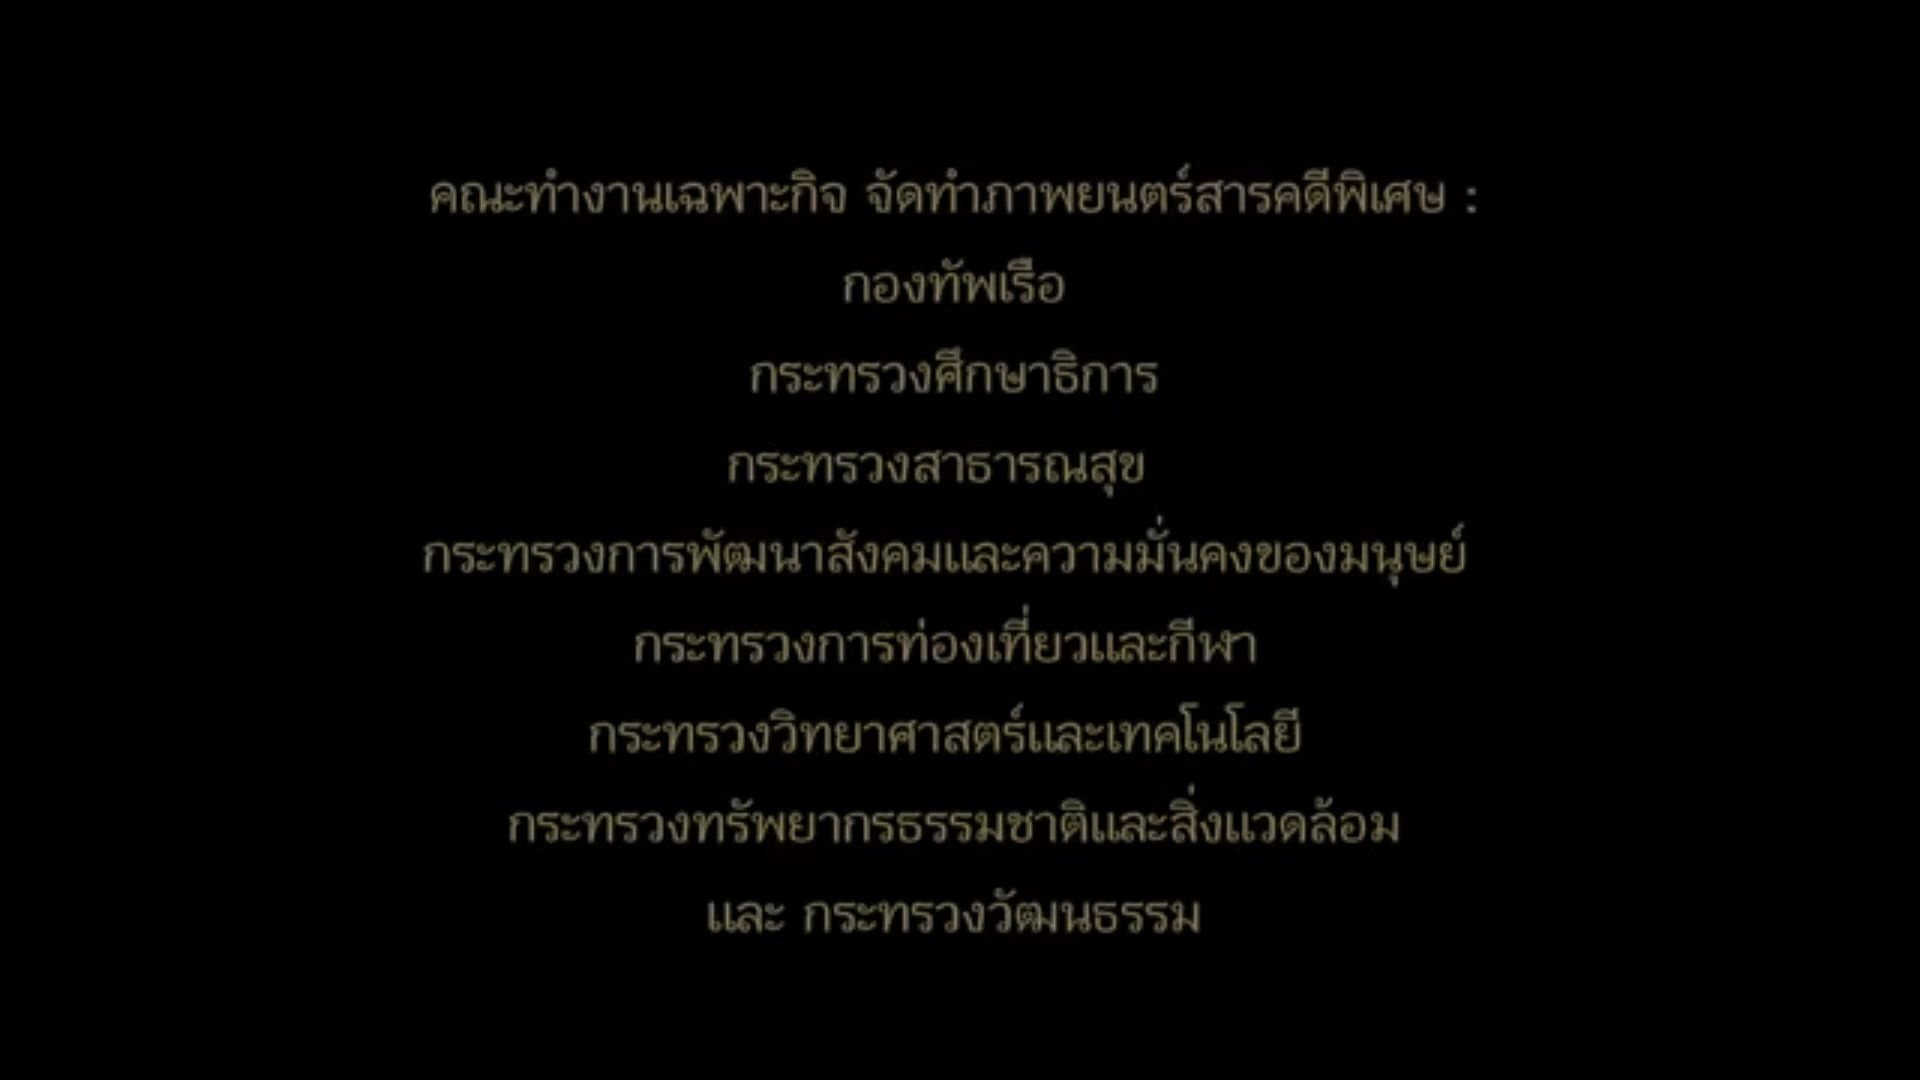 คณะทำงานเฉพาะกิจ จัดทำภาพยนตร์สารคดีพิเศษ :
กองทัพเรือ
กระทรวงศึกษาธิการ
กระทรวงสาธารณสุข
กระทรวงการพัฒนาสังคมและความมั่นคงของมนุษย์
กระทรวงการท่องเที่ยวและกีฬา
กระทรวงวิทยาศาสตร์และเทคโนโลยี
กระทรวงทรัพยากรธรรมชาติและสิ่งแวดล้อม
และ กระทรวงวัฒนธรรม